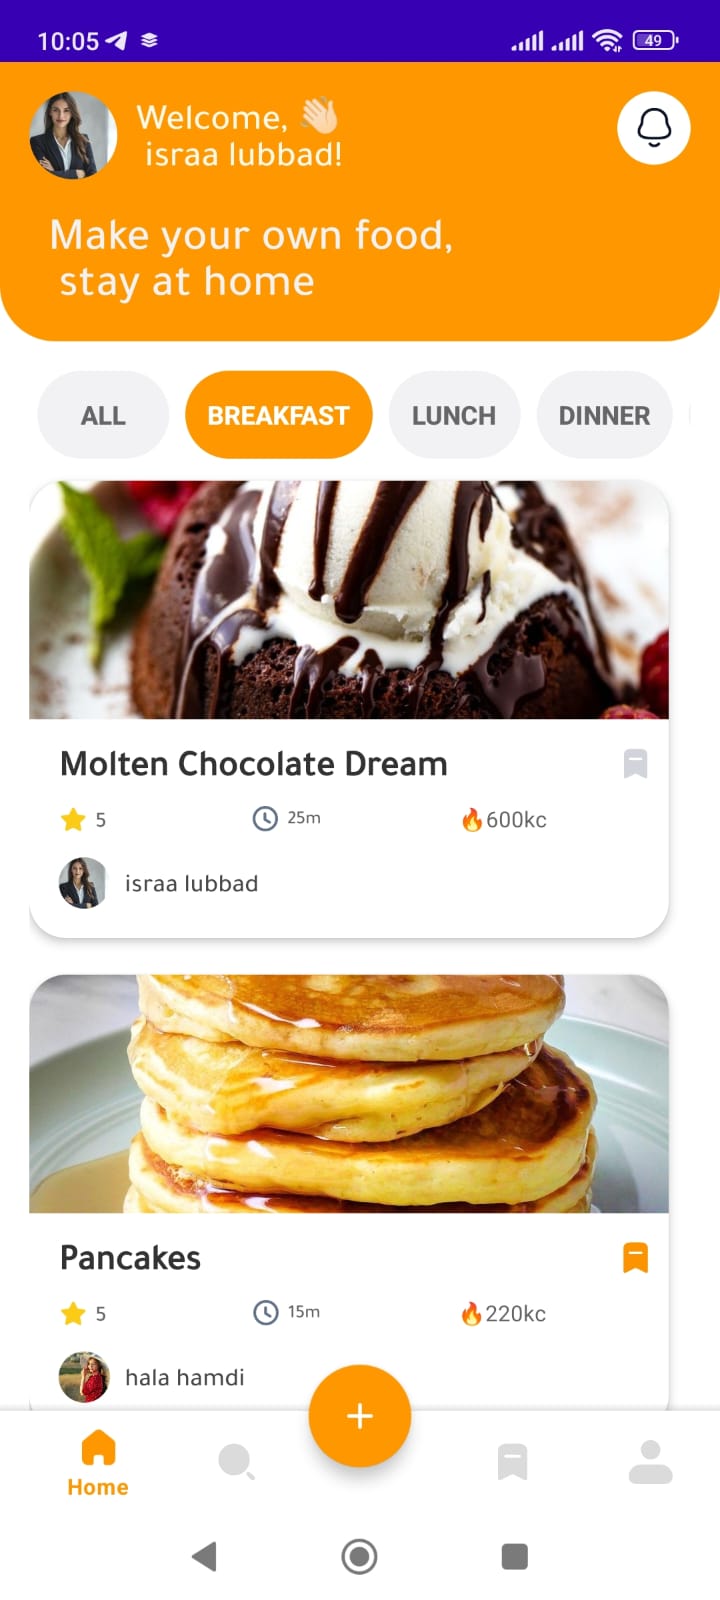 10:05
49
Welcome, 👋
israa lubbad!
Make your own food,
stay at home
ALL BREAKFAST LUNCH DINNER
Molten Chocolate Dream
5 25m 🔥600kc
israa lubbad
Pancakes
5 15m 🔥220kc
hala hamdi
+
Home